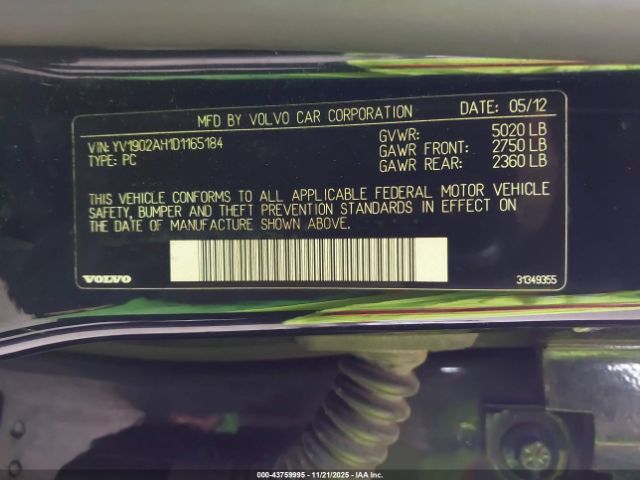 MFD BY VOLVO CAR CORPORATION DATE: 05/12
VIN: YV1902AH1D1165184
TYPE: PC
GVWR: 5020 LB
GAWR FRONT: 2750 LB
GAWR REAR: 2360 LB
THIS VEHICLE CONFORMS TO ALL APPLICABLE FEDERAL MOTOR VEHICLE
SAFETY, BUMPER AND THEFT PREVENTION STANDARDS IN EFFECT ON
THE DATE OF MANUFACTURE SHOWN ABOVE.
VOLVO
31349355
000-43759995 - 11/21/2025 - IAA Inc.